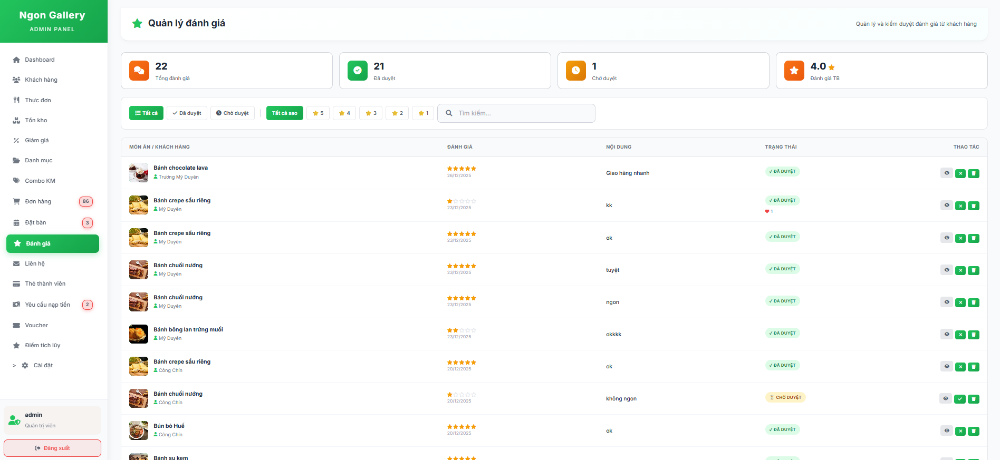 Ngon Gallery
ADMIN PANEL
Dashboard
Khách hàng
Thực đơn
Tồn kho
Giảm giá
Danh mục
Combo KM
Đơn hàng 86
Đặt bàn 3
Đánh giá
Liên hệ
Thẻ thành viên
Yêu cầu nạp tiền 2
Voucher
Điểm tích lũy
> Cài đặt
admin
Quản trị viên
Đăng xuất
Quản lý đánh giá
Quản lý và kiểm duyệt đánh giá từ khách hàng
22
Tổng đánh giá
21
Đã duyệt
1
Chờ duyệt
4.0
Đánh giá TB
Tất cả Đã duyệt Chờ duyệt Tất cả sao 5 4 3 2 1 Tìm kiếm...
MÓN ĂN / KHÁCH HÀNG ĐÁNH GIÁ NỘI DUNG TRẠNG THÁI THAO TÁC
Bánh chocolate lava
Trương Mỹ Duyên
26/12/2025
Giao hàng nhanh
✓ ĐÃ DUYỆT
Bánh crepe sầu riêng
Mỹ Duyên
23/12/2025
kk
✓ ĐÃ DUYỆT
1
Bánh crepe sầu riêng
Mỹ Duyên
23/12/2025
ok
✓ ĐÃ DUYỆT
Bánh chuối nướng
Mỹ Duyên
23/12/2025
tuyệt
✓ ĐÃ DUYỆT
Bánh chuối nướng
Mỹ Duyên
23/12/2025
ngon
✓ ĐÃ DUYỆT
Bánh bông lan trứng muối
Mỹ Duyên
23/12/2025
okkkk
✓ ĐÃ DUYỆT
Bánh crepe sầu riêng
Công Chín
20/12/2025
ok
✓ ĐÃ DUYỆT
Bánh chuối nướng
Công Chín
20/12/2025
không ngon
CHỜ DUYỆT
Bún bò Huế
Công Chín
20/12/2025
ok
✓ ĐÃ DUYỆT
Bánh su kem